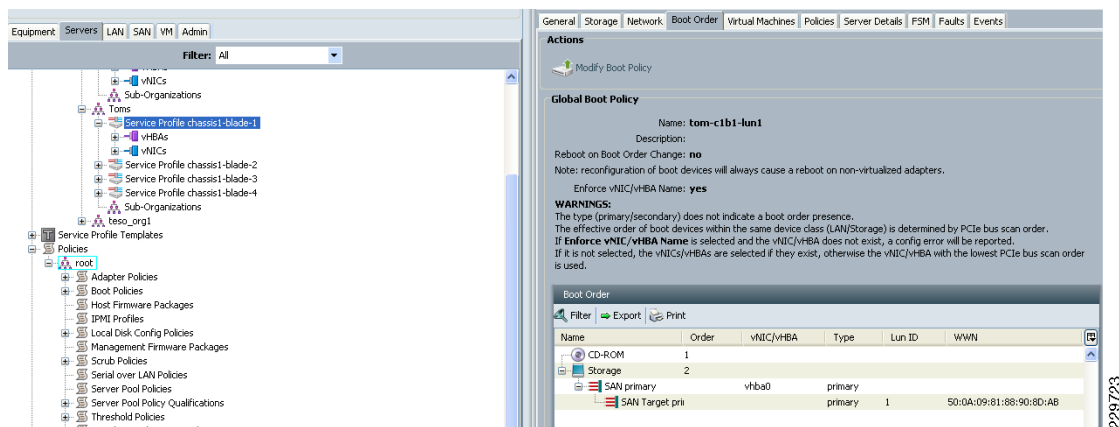 Equipment Servers LAN SAN VM Admin
Filter: All
vNICs
Sub-Organizations
Toms
Service Profile chassis1-blade-1
vHBAs
vNICs
Service Profile chassis1-blade-2
Service Profile chassis1-blade-3
Service Profile chassis1-blade-4
Sub-Organizations
teso_org1
Service Profile Templates
Policies
root
Adapter Policies
Boot Policies
Host Firmware Packages
IPMI Profiles
Local Disk Config Policies
Management Firmware Packages
Scrub Policies
Serial over LAN Policies
Server Pool Policies
Server Pool Policy Qualifications
Threshold Policies
General Storage Network Boot Order Virtual Machines Policies Server Details FSM Faults Events
Actions
Modify Boot Policy
Global Boot Policy
Name: tom-c1b1-lun1
Description:
Reboot on Boot Order Change: no
Note: reconfiguration of boot devices will always cause a reboot on non-virtualized adapters.
Enforce vNIC/vHBA Name: yes
WARNINGS:
The type (primary/secondary) does not indicate a boot order presence.
The effective order of boot devices within the same device class (LAN/Storage) is determined by PCIe bus scan order.
If Enforce vNIC/vHBA Name is selected and the vNIC/vHBA does not exist, a config error will be reported.
If it is not selected, the vNICs/vHBAs are selected if they exist, otherwise the vNIC/vHBA with the lowest PCIe bus scan order
is used.
Boot Order
Filter Export Print
Name Order vNIC/vHBA Type Lun ID WWN
CD-ROM 1
Storage 2
SAN primary vhba0 primary
SAN Target pri primary 1 50:0A:09:81:88:90:8D:AB
229723